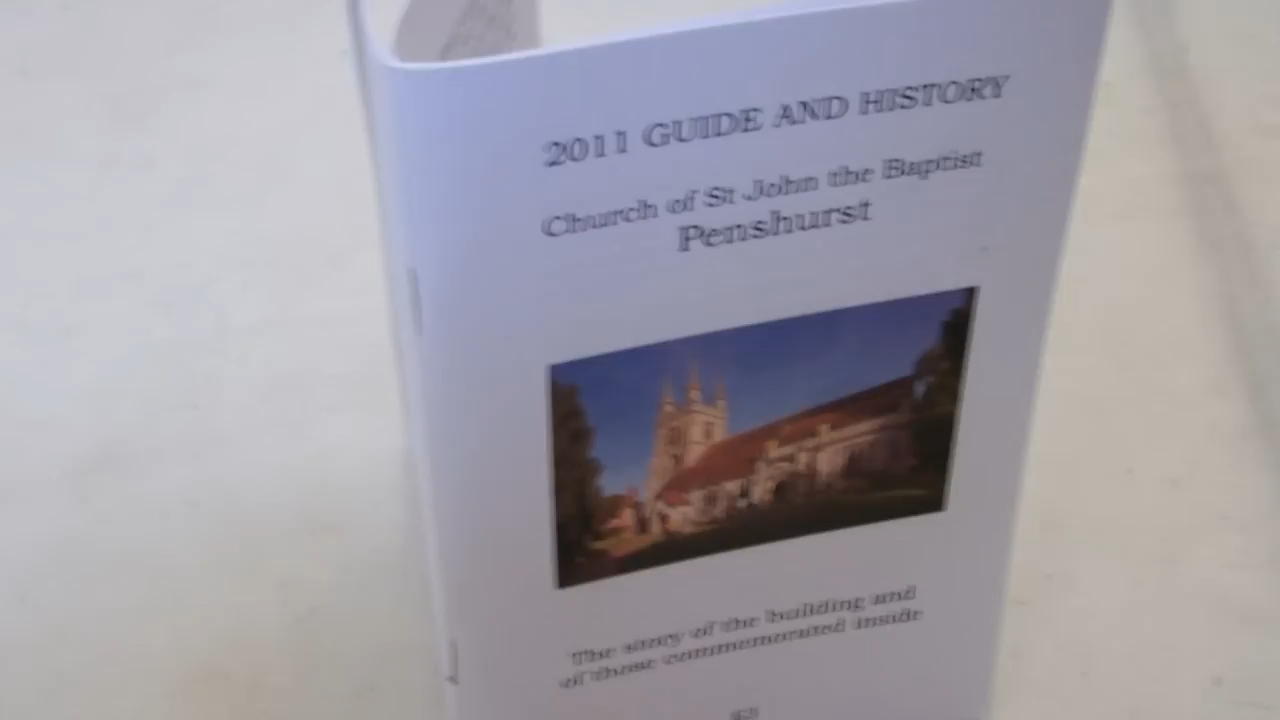 2011 GUIDE AND HISTORY
Church of St John the Baptist
Penshurst
The story of the building and
of those commemorated inside